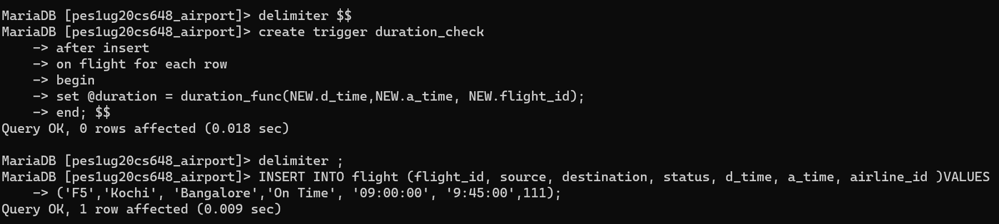 MariaDB [pes1ug20cs648_airport]> delimiter $$
MariaDB [pes1ug20cs648_airport]> create trigger duration_check
    -> after insert
    -> on flight for each row
    -> begin
    -> set @duration = duration_func(NEW.d_time,NEW.a_time, NEW.flight_id);
    -> end; $$
Query OK, 0 rows affected (0.018 sec)

MariaDB [pes1ug20cs648_airport]> delimiter ;
MariaDB [pes1ug20cs648_airport]> INSERT INTO flight (flight_id, source, destination, status, d_time, a_time, airline_id )VALUES
    -> ('F5','Kochi', 'Bangalore','On Time', '09:00:00', '9:45:00',111);
Query OK, 1 row affected (0.009 sec)